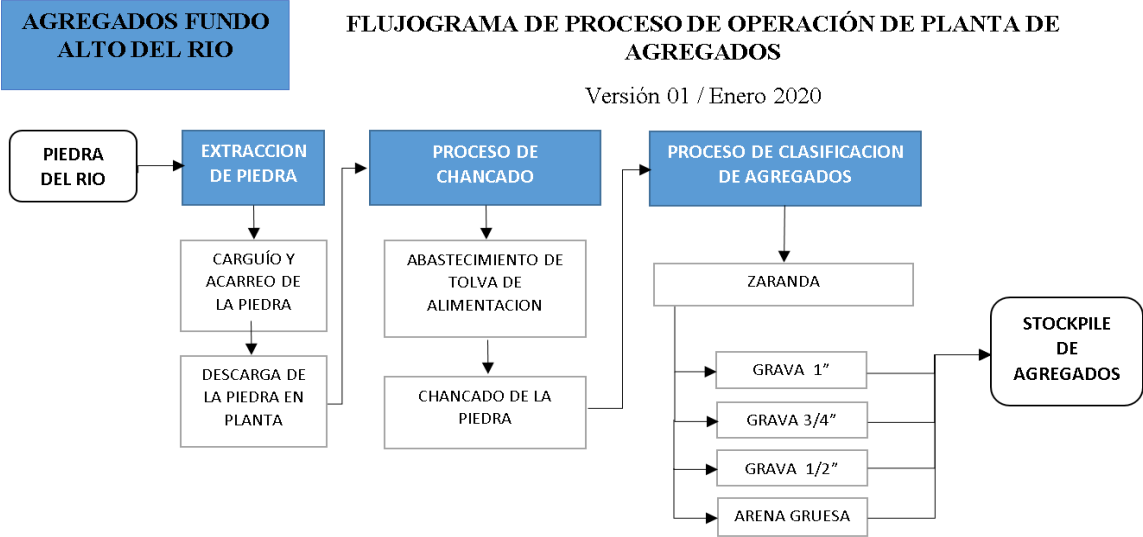 AGREGADOS FUNDO
ALTO DEL RIO
FLUJOGRAMA DE PROCESO DE OPERACIÓN DE PLANTA DE
AGREGADOS
Versión 01 / Enero 2020
PIEDRA
DEL RIO
EXTRACCION
DE PIEDRA
CARGUÍO Y
ACARREO DE
LA PIEDRA
DESCARGA DE
LA PIEDRA EN
PLANTA
PROCESO DE
CHANCADO
ABASTECIMIENTO DE
TOLVA DE
ALIMENTACION
CHANCADO DE LA
PIEDRA
PROCESO DE CLASIFICACION
DE AGREGADOS
ZARANDA
GRAVA 1”
GRAVA 3/4”
GRAVA 1/2”
ARENA GRUESA
STOCKPILE
DE
AGREGADOS